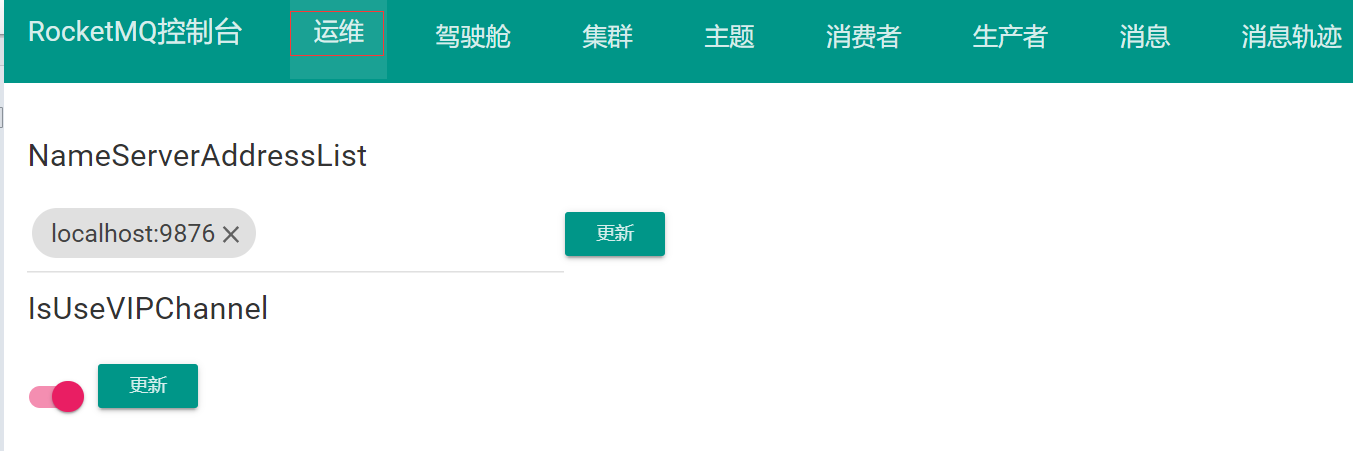 RocketMQ控制台 运维 驾驶舱 集群 主题 消费者 生产者 消息 消息轨迹
NameServerAddressList
localhost:9876 更新
IsUseVIPChannel
更新